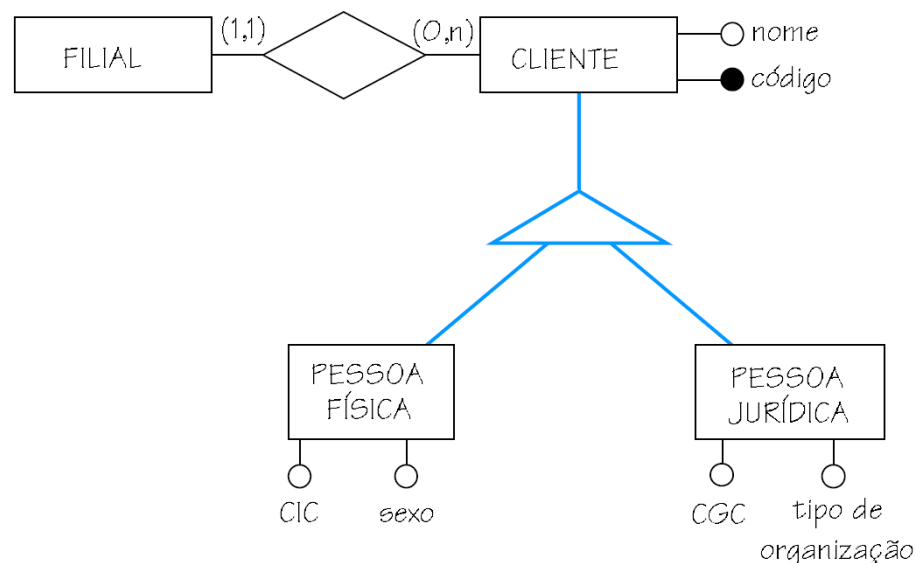 FILIAL
(1,1)
(0,n)
CLIENTE
nome
código
PESSOA
FÍSICA
PESSOA
JURÍDICA
CIC
sexo
CGC
tipo de
organização